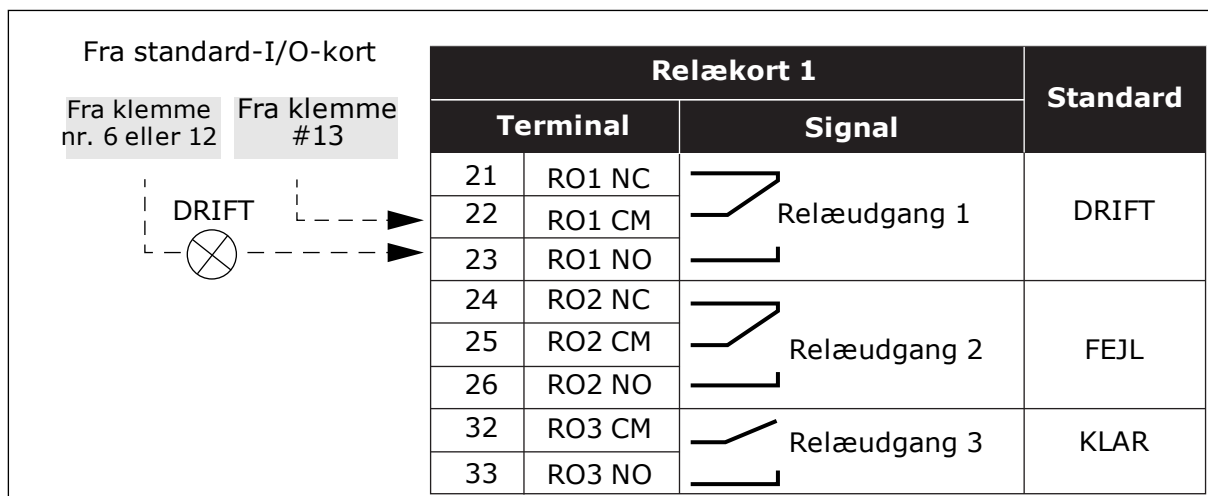 Fra standard-I/O-kort
Fra klemme
nr. 6 eller 12
Fra klemme
#13
DRIFT
Relækort 1
Standard
Terminal
Signal
21 RO1 NC
22 RO1 CM
23 RO1 NO
Relæudgang 1
DRIFT
24 RO2 NC
25 RO2 CM
26 RO2 NO
Relæudgang 2
FEJL
32 RO3 CM
33 RO3 NO
Relæudgang 3
KLAR